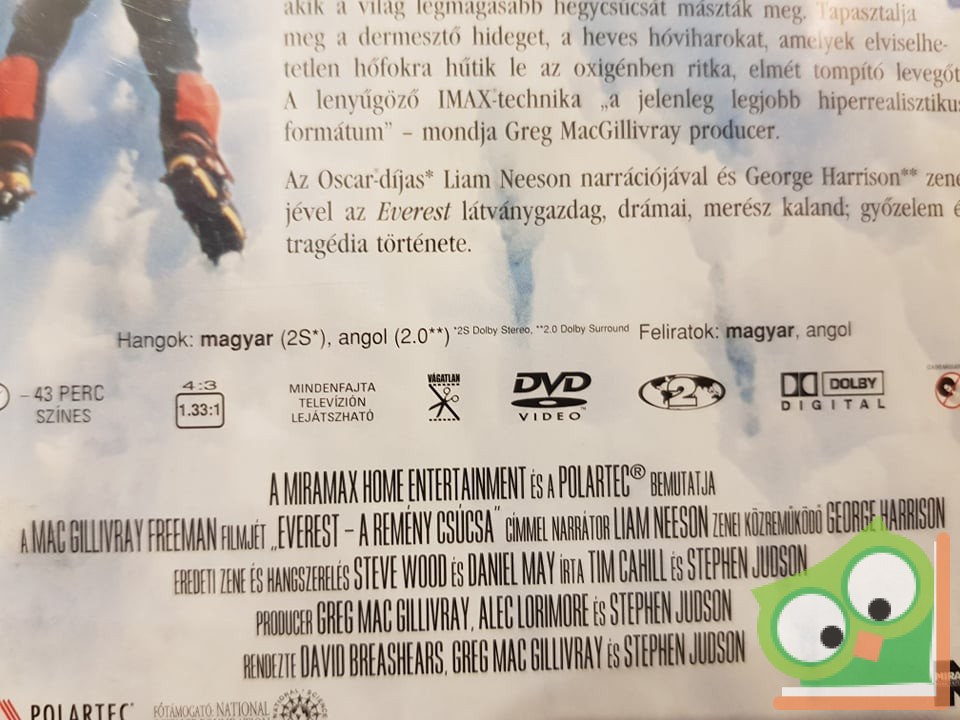 akik a világ legmagasabb hegycsúcsát mászták meg. Tapasztalja
meg a dermesztő hideget, a heves hóviharokat, amelyek elviselhe-
tetlen hőfokra hűtik le az oxigénben ritka, elmét tompító levegőt
A lenyűgöző IMAX-technika „a jelenleg legjobb hiperrealisztikus
formátum” – mondja Greg MacGillivray producer.
Az Oscar-díjas* Liam Neeson narrációjával és George Harrison** zené
jével az Everest látványgazdag, drámai, merész kaland; győzelem é
tragédia története.
Hangok: magyar (2S*), angol (2.0**) *2S Dolby Stereo, **2.0 Dolby Surround Feliratok: magyar, angol
– 43 PERC
SZÍNES
4:3
1.33:1
MINDENFAJTA
TELEVÍZIÓN
LEJÁTSZHATÓ
VÁGATLAN
DVD
VIDEO™
2
DOLBY
DIGITAL
A MIRAMAX HOME ENTERTAINMENT ÉS A POLARTEC® BEMUTATJA
A MAC GILLIVRAY FREEMAN FILMJÉT „EVEREST – A REMÉNY CSÚCSA“ CÍMMEL NARRÁTOR LIAM NEESON ZENEI KÖZREMŰKÖDŐ GEORGE HARRISON
EREDETI ZENE ÉS HANGSZERELÉS STEVE WOOD ÉS DANIEL MAY ÍRTA TIM CAHILL ÉS STEPHEN JUDSON
PRODUCER GREG MAC GILLIVRAY, ALEC LORIMORE ÉS STEPHEN JUDSON
RENDEZTE DAVID BREASHEARS, GREG MAC GILLIVRAY ÉS STEPHEN JUDSON
POLARTEC®
FŐTÁMOGATÓ: NATIONAL